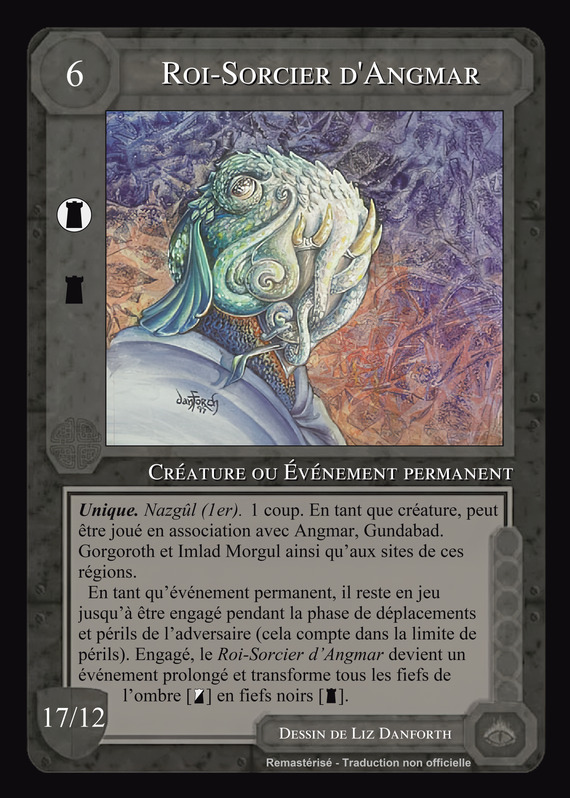 6
ROI-SORCIER D'ANGMAR
danForth
97
CRÉATURE OU ÉVÉNEMENT PERMANENT
Unique. Nazgûl (1er). 1 coup. En tant que créature, peut
être joué en association avec Angmar, Gundabad.
Gorgoroth et Imlad Morgul ainsi qu'aux sites de ces
régions.
En tant qu'événement permanent, il reste en jeu
jusqu'à être engagé pendant la phase de déplacements
et périls de l'adversaire (cela compte dans la limite de
périls). Engagé, le Roi-Sorcier d'Angmar devient un
événement prolongé et transforme tous les fiefs de
l'ombre [ ] en fiefs noirs [ ].
17/12
DESSIN DE LIZ DANFORTH
Remastérisé - Traduction non officielle